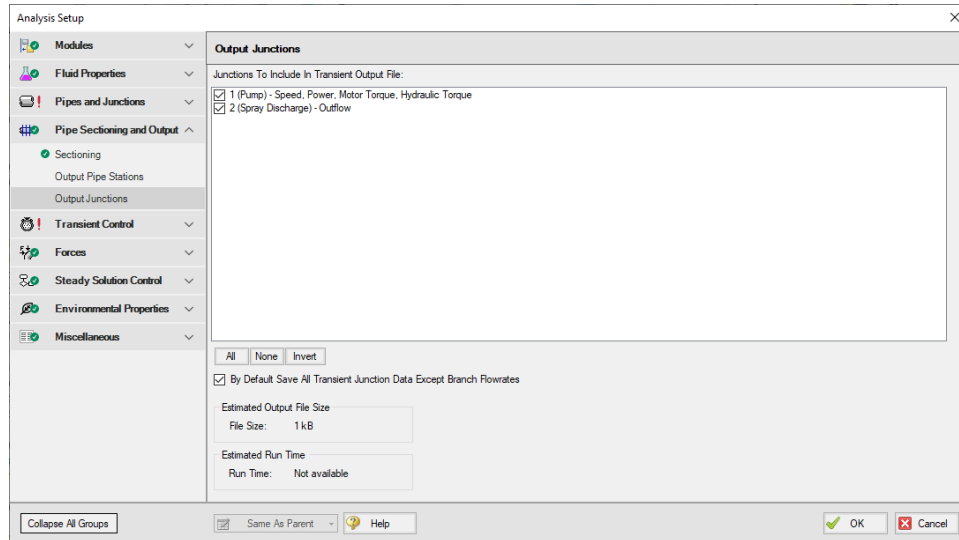 Analysis Setup
Modules
Fluid Properties
Pipes and Junctions
Pipe Sectioning and Output
Sectioning
Output Pipe Stations
Output Junctions
Transient Control
Forces
Steady Solution Control
Environmental Properties
Miscellaneous
Output Junctions
Junctions To Include In Transient Output File:
1 (Pump) - Speed, Power, Motor Torque, Hydraulic Torque
2 (Spray Discharge) - Outflow
All None Invert
By Default Save All Transient Junction Data Except Branch Flowrates
Estimated Output File Size
File Size: 1 kB
Estimated Run Time
Run Time: Not available
Collapse All Groups Same As Parent Help OK Cancel